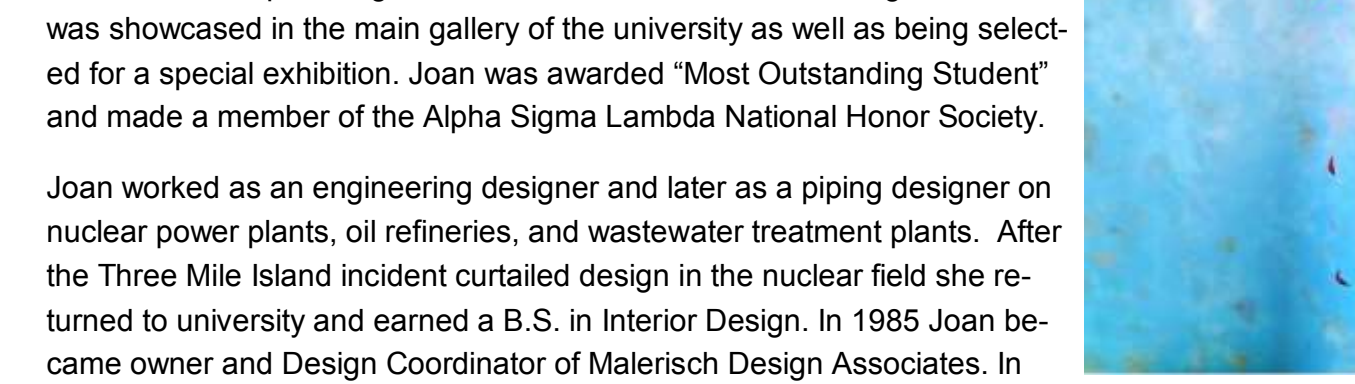 was showcased in the main gallery of the university as well as being select-
ed for a special exhibition. Joan was awarded “Most Outstanding Student”
and made a member of the Alpha Sigma Lambda National Honor Society.
Joan worked as an engineering designer and later as a piping designer on
nuclear power plants, oil refineries, and wastewater treatment plants.  After
the Three Mile Island incident curtailed design in the nuclear field she re-
turned to university and earned a B.S. in Interior Design. In 1985 Joan be-
came owner and Design Coordinator of Malerisch Design Associates. In